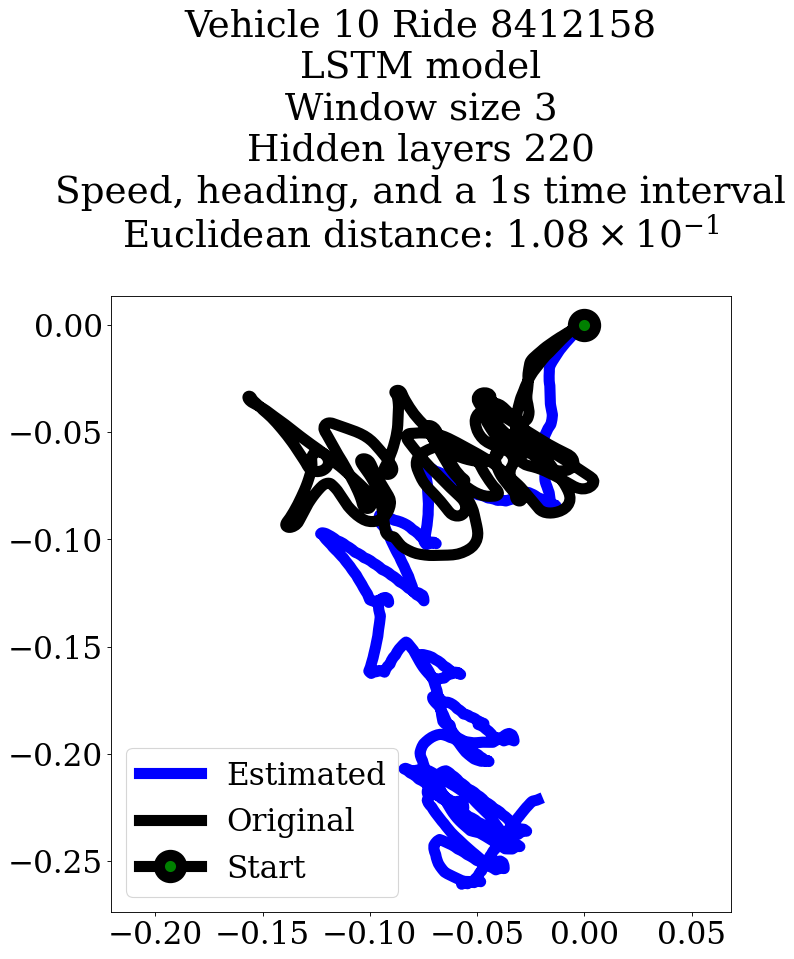 Vehicle 10 Ride 8412158
LSTM model
Window size 3
Hidden layers 220
Speed, heading, and a 1s time interval
Euclidean distance: 1.08 × 10⁻¹
0.00
−0.05
−0.10
−0.15
−0.20
−0.25
Estimated
Original
Start
−0.20 −0.15 −0.10 −0.05 0.00 0.05